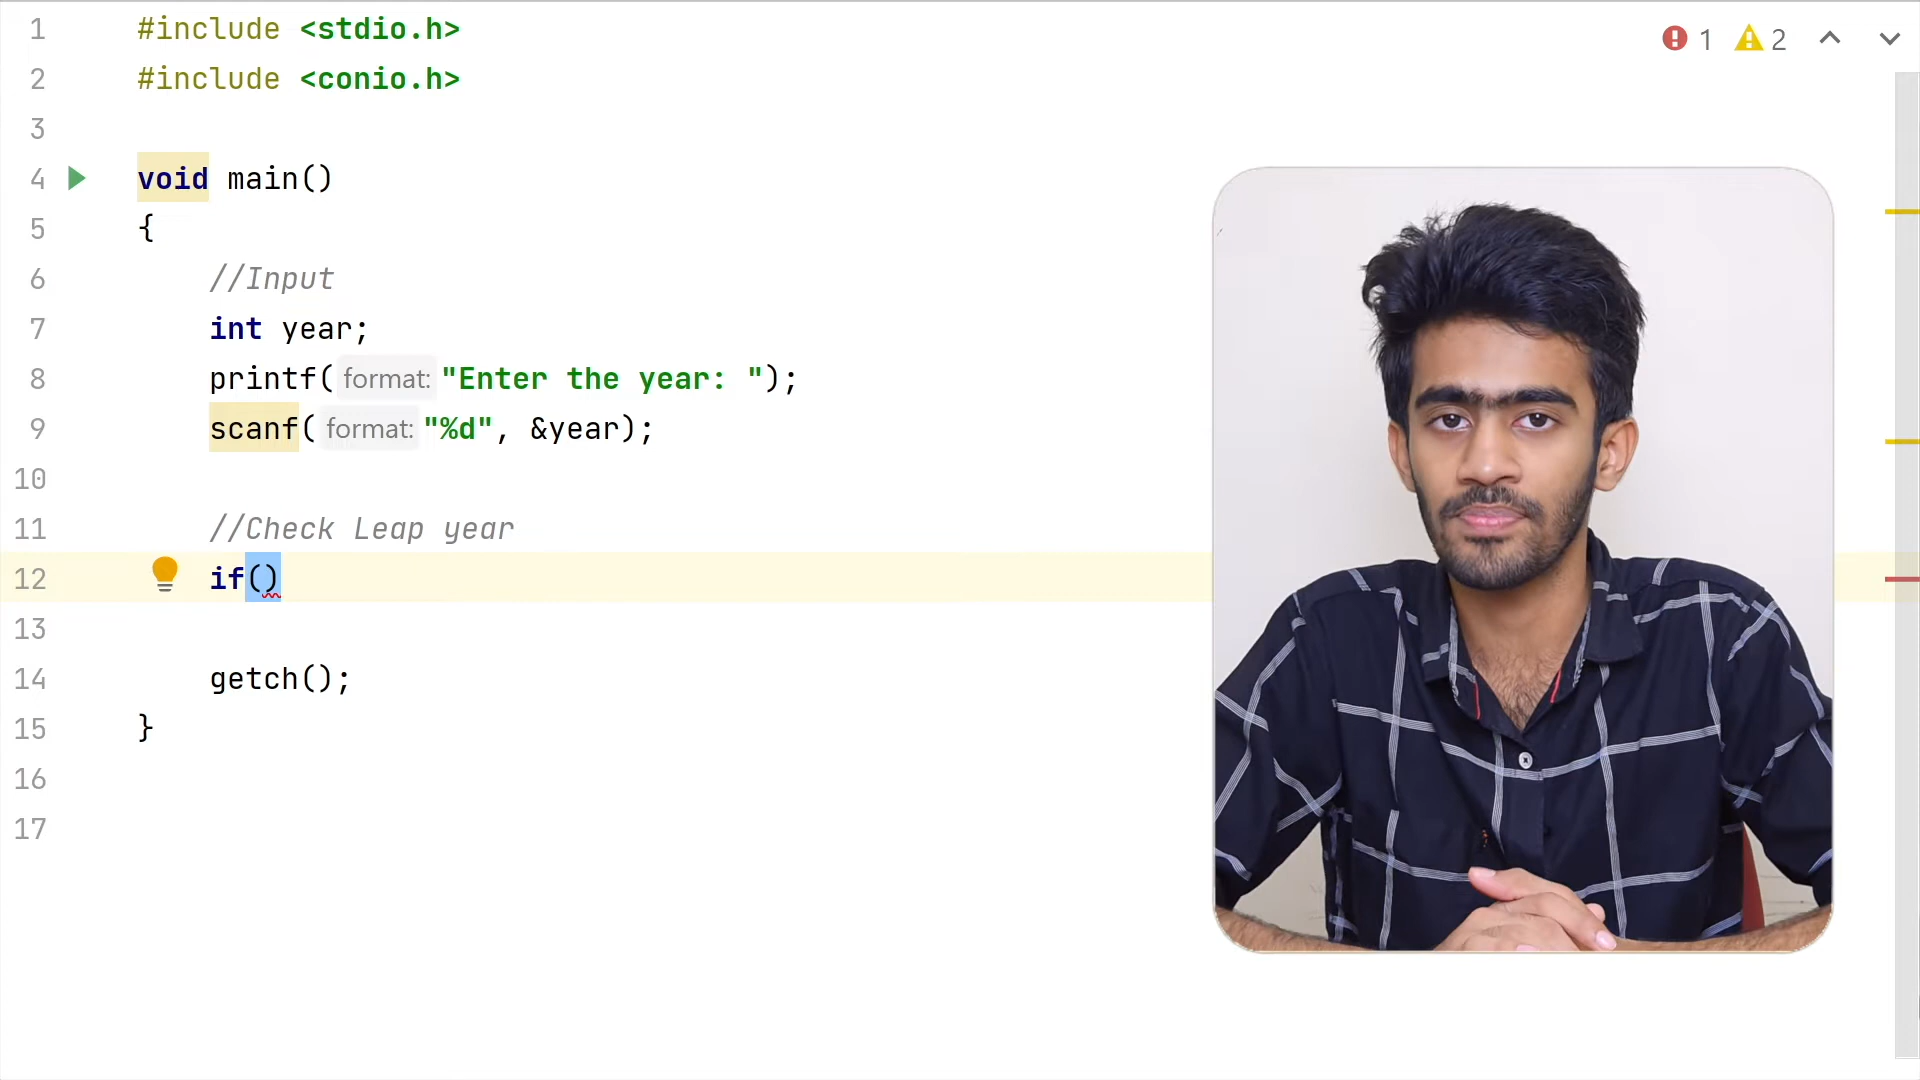 1 #include <stdio.h>
2 #include <conio.h>
3
4 void main()
5 {
6 //Input
7 int year;
8 printf( format: "Enter the year: ");
9 scanf( format: "%d", &year);
10
11 //Check Leap year
12 if()
13
14 getch();
15 }
16
17
1 2